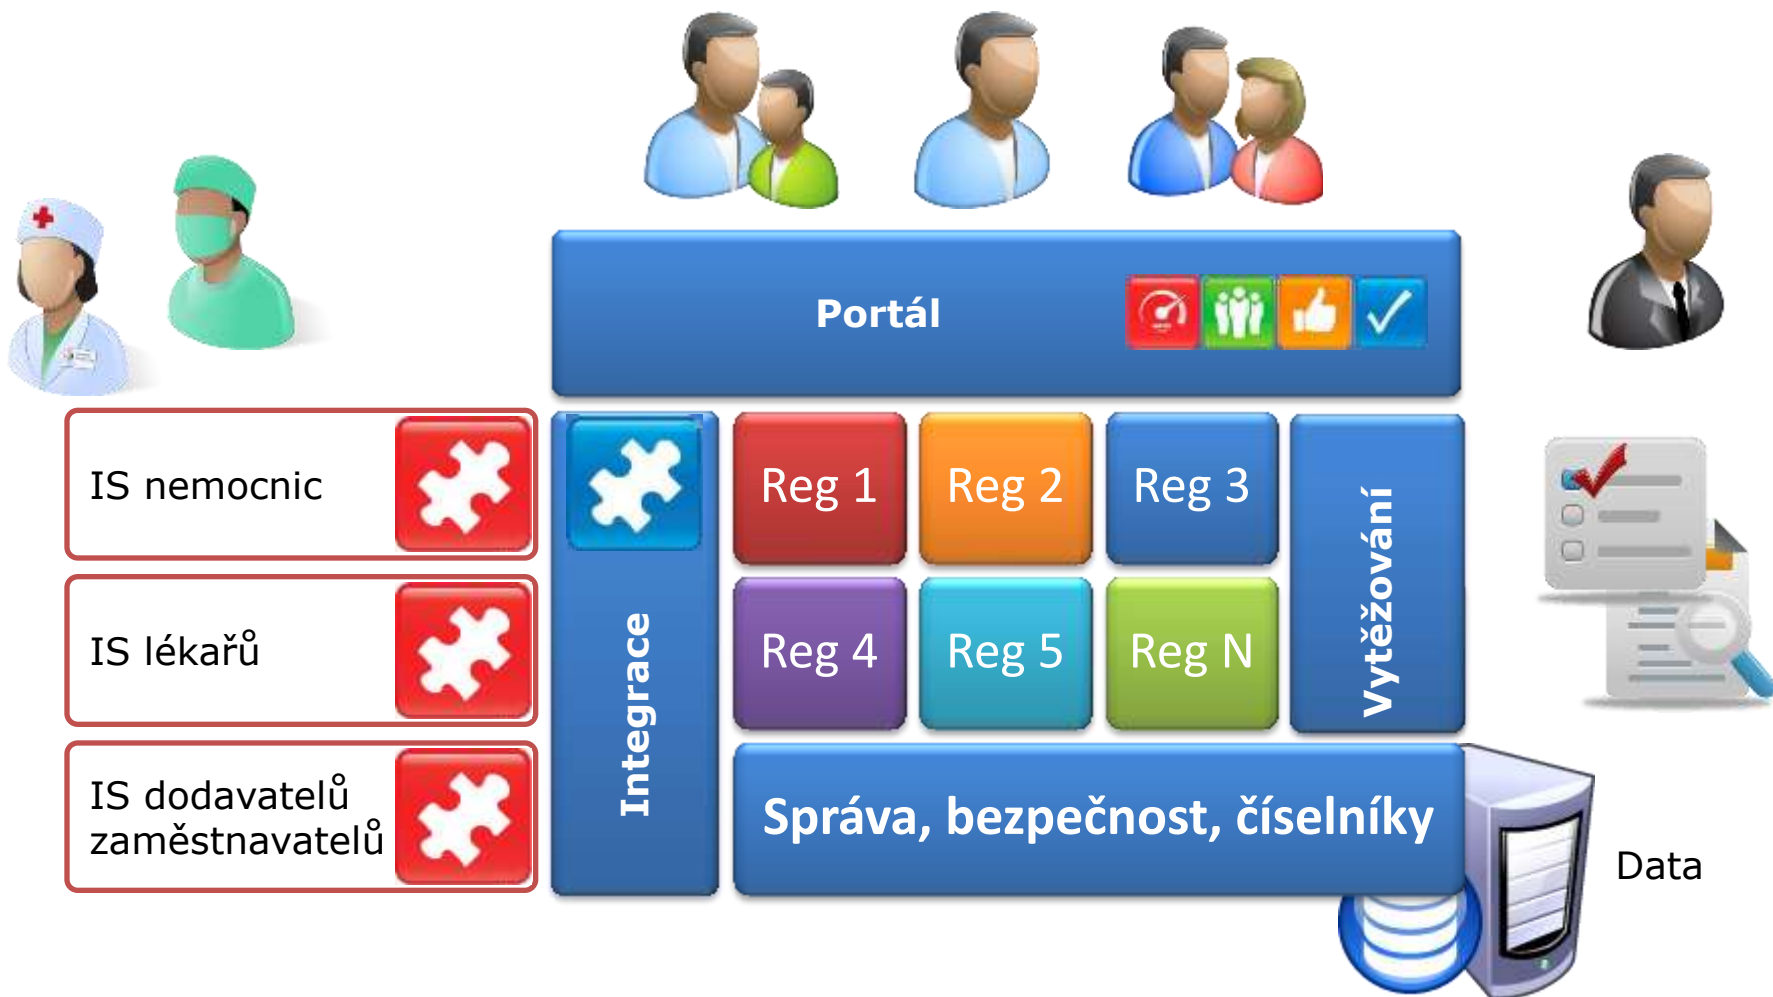 Portál
IS nemocnic
IS lékařů
IS dodavatelů
zaměstnavatelů
Integrace
Reg 1
Reg 2
Reg 3
Reg 4
Reg 5
Reg N
Vytěžování
Správa, bezpečnost, číselníky
Data